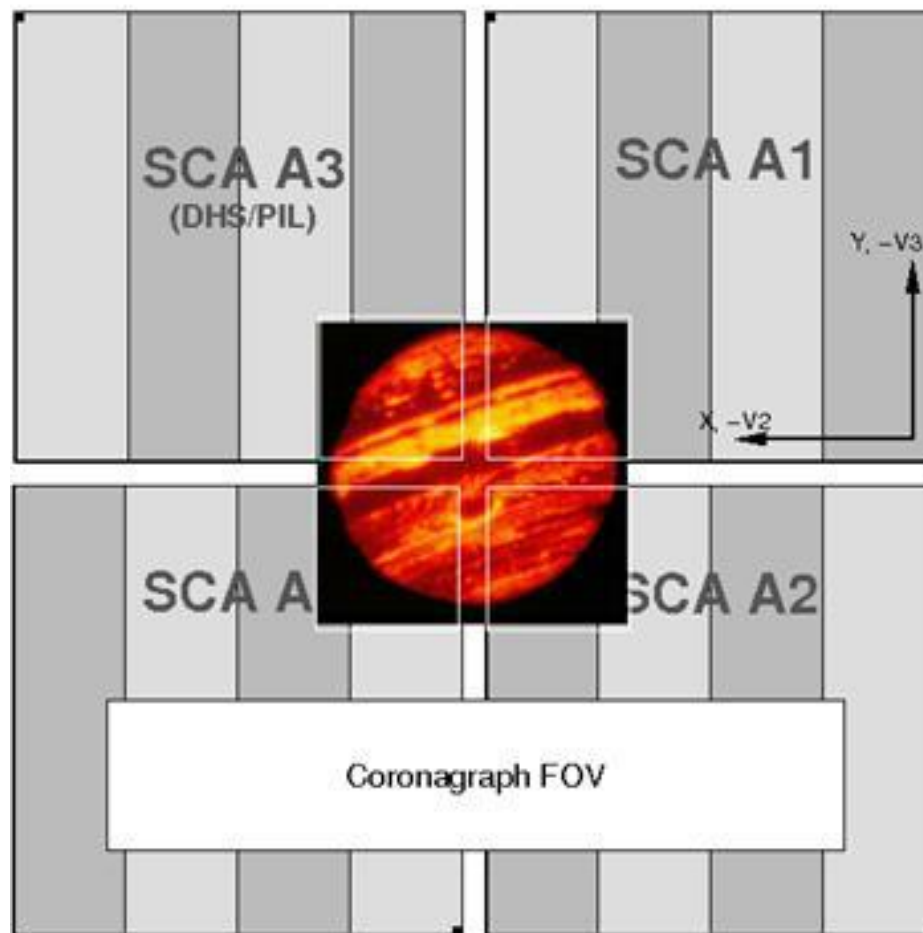 SCA A3
(DHS/PIL)
SCA A1
Y, -V3
X, -V2
SCA A
SCA A2
Coronagraph FOV